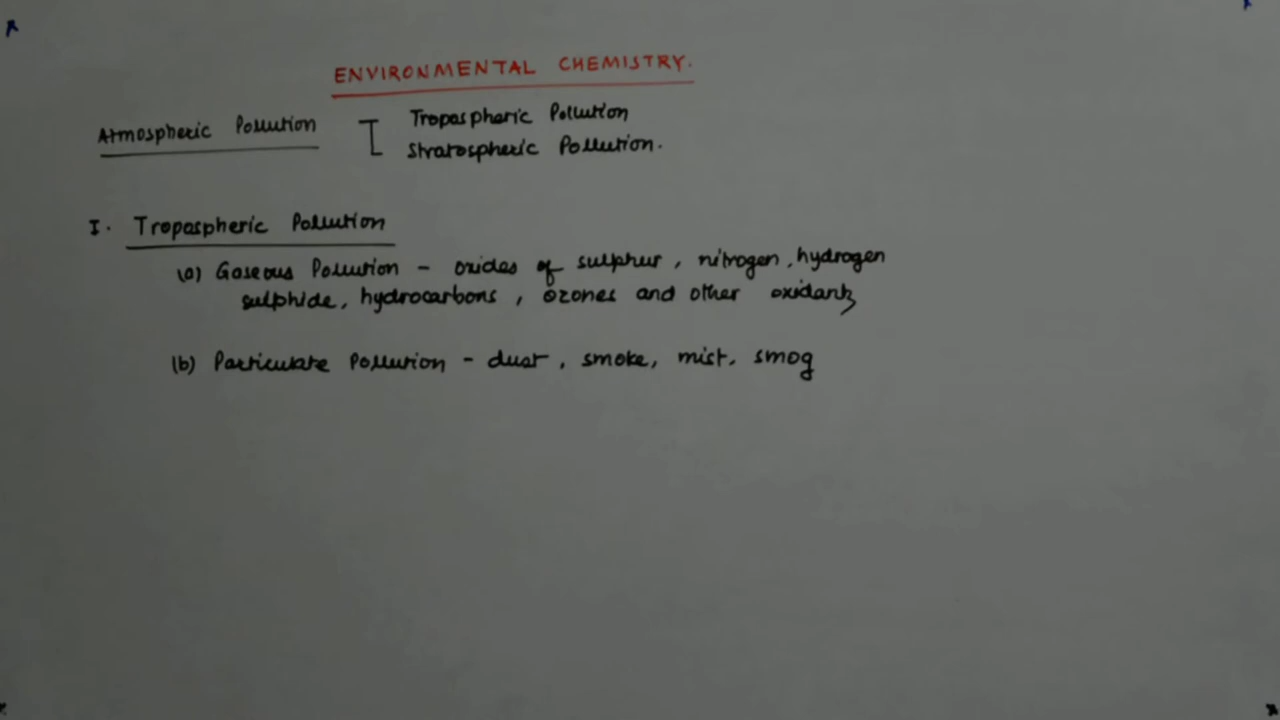 ENVIRONMENTAL CHEMISTRY.
Atmospheric Pollution
Tropospheric Pollution
Stratospheric Pollution.
I. Tropospheric Pollution
(a) Gaseous Pollution - oxides of sulphur, nitrogen, hydrogen
sulphide, hydrocarbons, ozones and other oxidants
(b) Particulate Pollution - dust, smoke, mist, smog